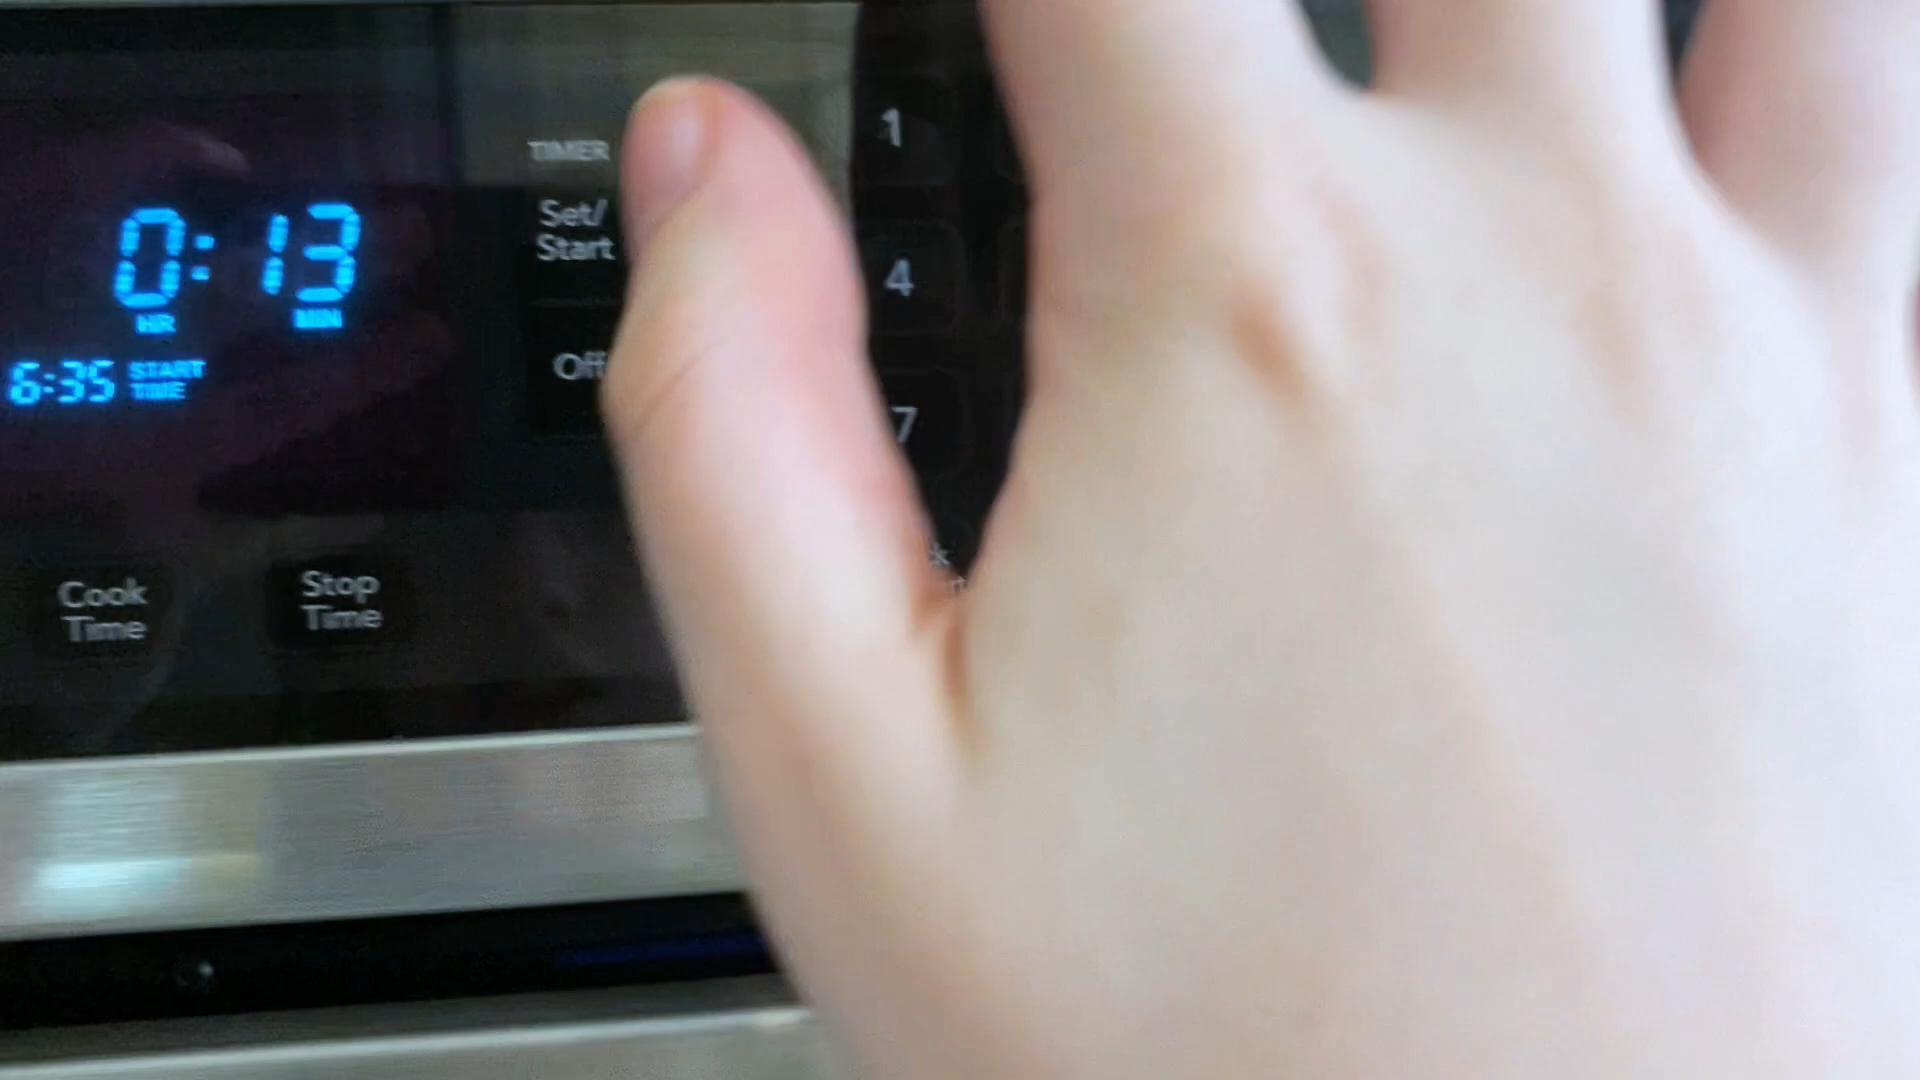 TIMER
1
Set/
Start
0:13
HR
MIN
4
Off
6:35 START
TIME
7
Cook
Time
Stop
Time